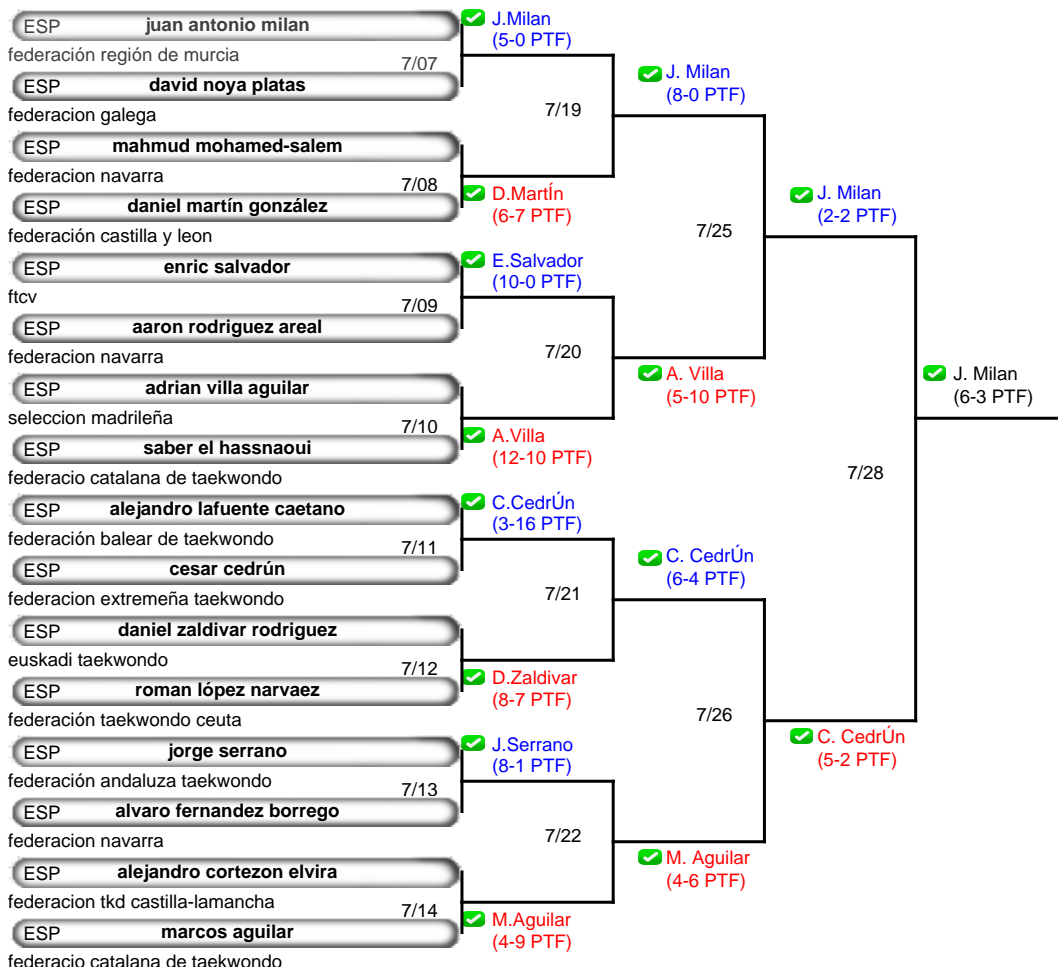 ESP juan antonio milan
federación región de murcia
7/07
ESP david noya platas
federacion galega
ESP mahmud mohamed-salem
federacion navarra
7/08
ESP daniel martín gonzález
federación castilla y leon
ESP enric salvador
ftcv
7/09
ESP aaron rodriguez areal
federacion navarra
ESP adrian villa aguilar
seleccion madrileña
7/10
ESP saber el hassnaoui
federacio catalana de taekwondo
ESP alejandro lafuente caetano
federación balear de taekwondo
7/11
ESP cesar cedrún
federacion extremeña taekwondo
ESP daniel zaldivar rodriguez
euskadi taekwondo
7/12
ESP roman lópez narvaez
federación taekwondo ceuta
ESP jorge serrano
federación andaluza taekwondo
7/13
ESP alvaro fernandez borrego
federacion navarra
ESP alejandro cortezon elvira
federacion tkd castilla-lamancha
7/14
ESP marcos aguilar
federacio catalana de taekwondo
J.Milan
(5-0 PTF)
7/19
D.MartÍn
(6-7 PTF)
E.Salvador
(10-0 PTF)
7/20
A.Villa
(12-10 PTF)
C.CedrÚn
(3-16 PTF)
7/21
D.Zaldivar
(8-7 PTF)
J.Serrano
(8-1 PTF)
7/22
M.Aguilar
(4-9 PTF)
J. Milan
(8-0 PTF)
7/25
A. Villa
(5-10 PTF)
C. CedrÚn
(6-4 PTF)
7/26
M. Aguilar
(4-6 PTF)
J. Milan
(2-2 PTF)
7/28
C. CedrÚn
(5-2 PTF)
J. Milan
(6-3 PTF)